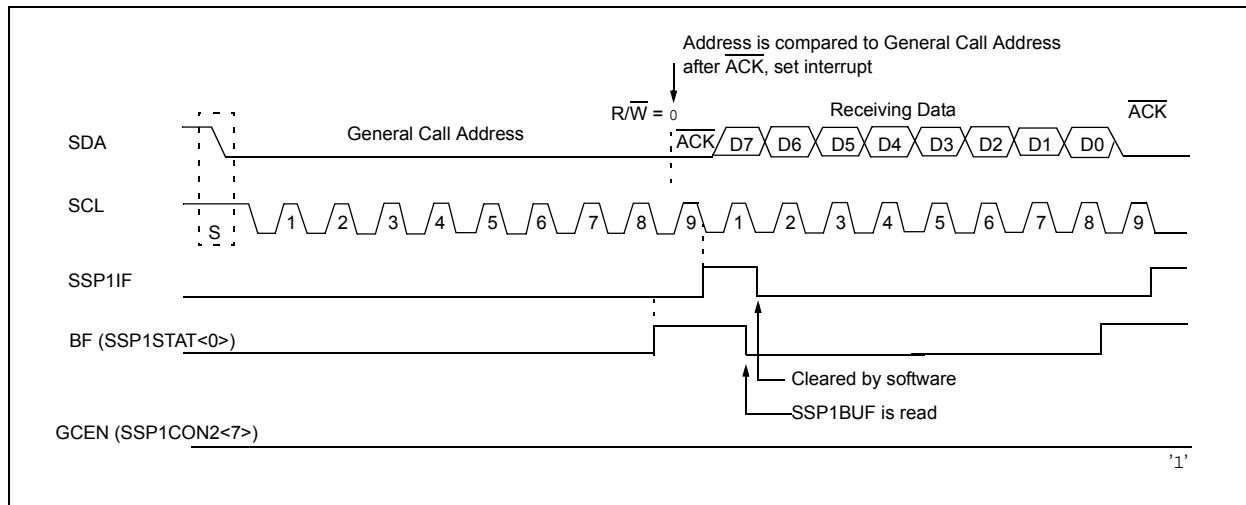 Address is compared to General Call Address
after ACK, set interrupt
R/W = 0
Receiving Data
ACK
General Call Address
SDA
ACK
D7 D6 D5 D4 D3 D2 D1 D0
SCL
S
1 2 3 4 5 6 7 8 9 1 2 3 4 5 6 7 8 9
SSP1IF
BF (SSP1STAT<0>)
Cleared by software
SSP1BUF is read
GCEN (SSP1CON2<7>)
'1'